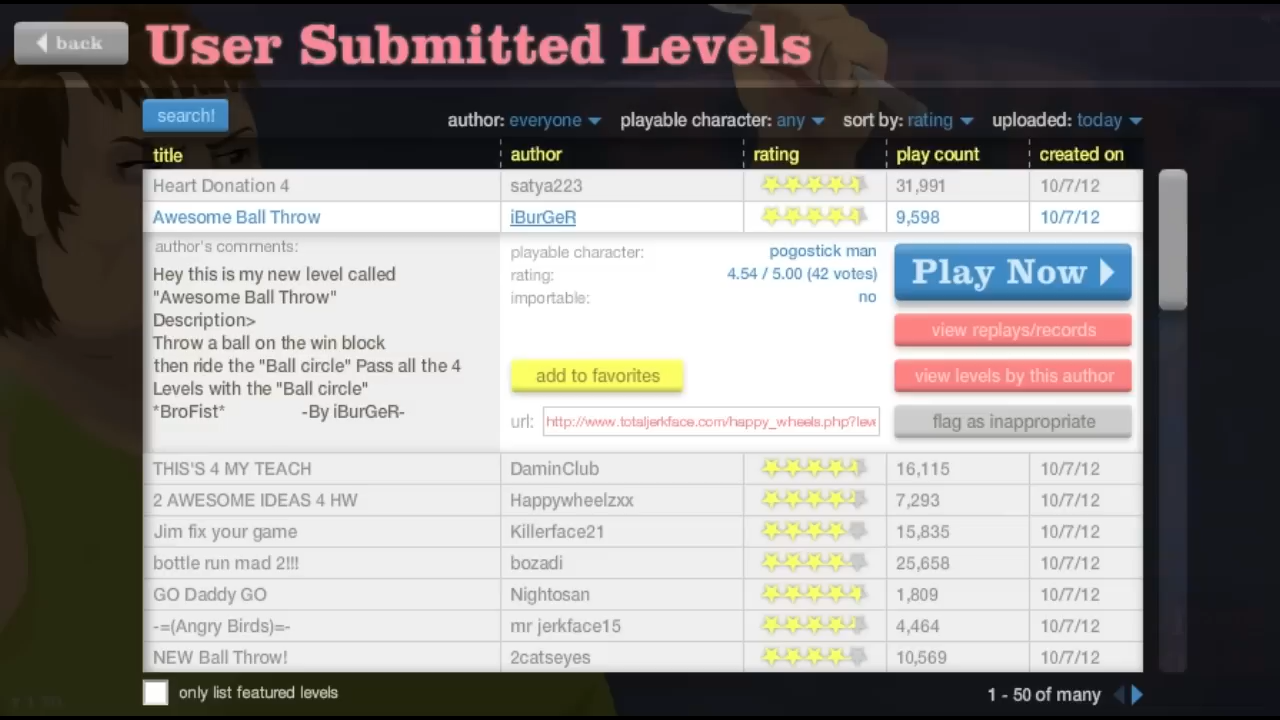 back
User Submitted Levels
search!
author: everyone playable character: any sort by: rating uploaded: today
title author rating play count created on
Heart Donation 4 satya223 31,991 10/7/12
Awesome Ball Throw iBurGeR 9,598 10/7/12
author's comments:
Hey this is my new level called
"Awesome Ball Throw"
Description>
Throw a ball on the win block
then ride the "Ball circle" Pass all the 4
Levels with the "Ball circle"
*BroFist* -By iBurGeR-
playable character: pogostick man
rating: 4.54 / 5.00 (42 votes)
importable: no
add to favorites
url: http://www.totaljerkface.com/happy_wheels.php?lev
Play Now
view replays/records
view levels by this author
flag as inappropriate
THIS'S 4 MY TEACH DaminClub 16,115 10/7/12
2 AWESOME IDEAS 4 HW Happywheelzxx 7,293 10/7/12
Jim fix your game Killerface21 15,835 10/7/12
bottle run mad 2!!! bozadi 25,658 10/7/12
GO Daddy GO Nightosan 1,809 10/7/12
-=(Angry Birds)=- mr jerkface15 4,464 10/7/12
NEW Ball Throw! 2catseyes 10,569 10/7/12
only list featured levels
1 - 50 of many